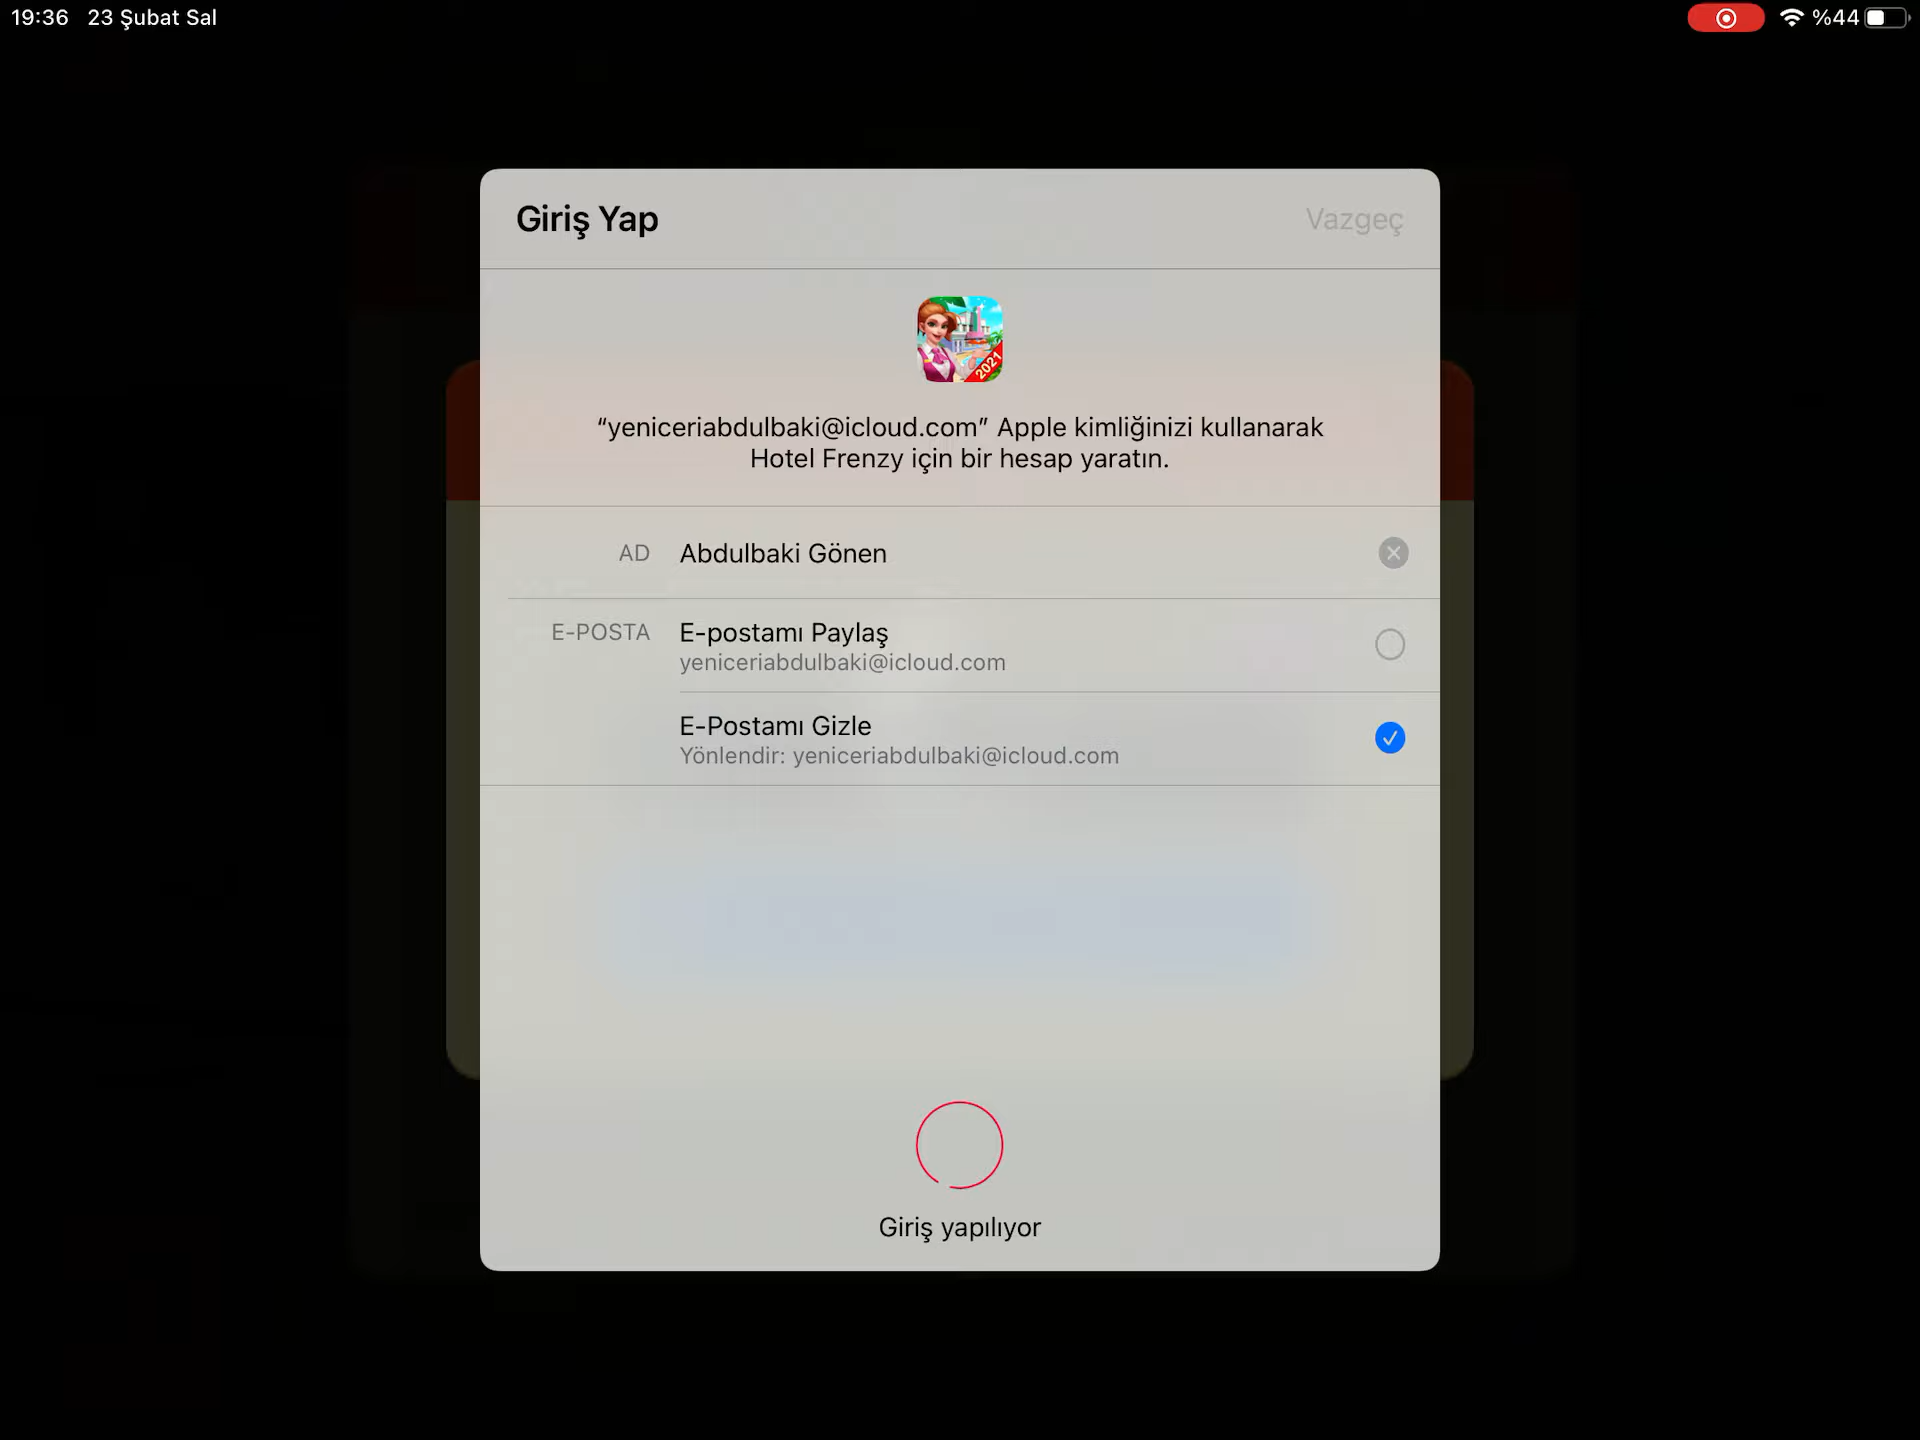 19:36 23 Şubat Sal
%44
Giriş Yap
Vazgeç
2021
“yeniceriabdulbaki@icloud.com” Apple kimliğinizi kullanarak
Hotel Frenzy için bir hesap yaratın.
AD Abdulbaki Gönen
E-POSTA E-postamı Paylaş
yeniceriabdulbaki@icloud.com
E-Postamı Gizle
Yönlendir: yeniceriabdulbaki@icloud.com
Giriş yapılıyor